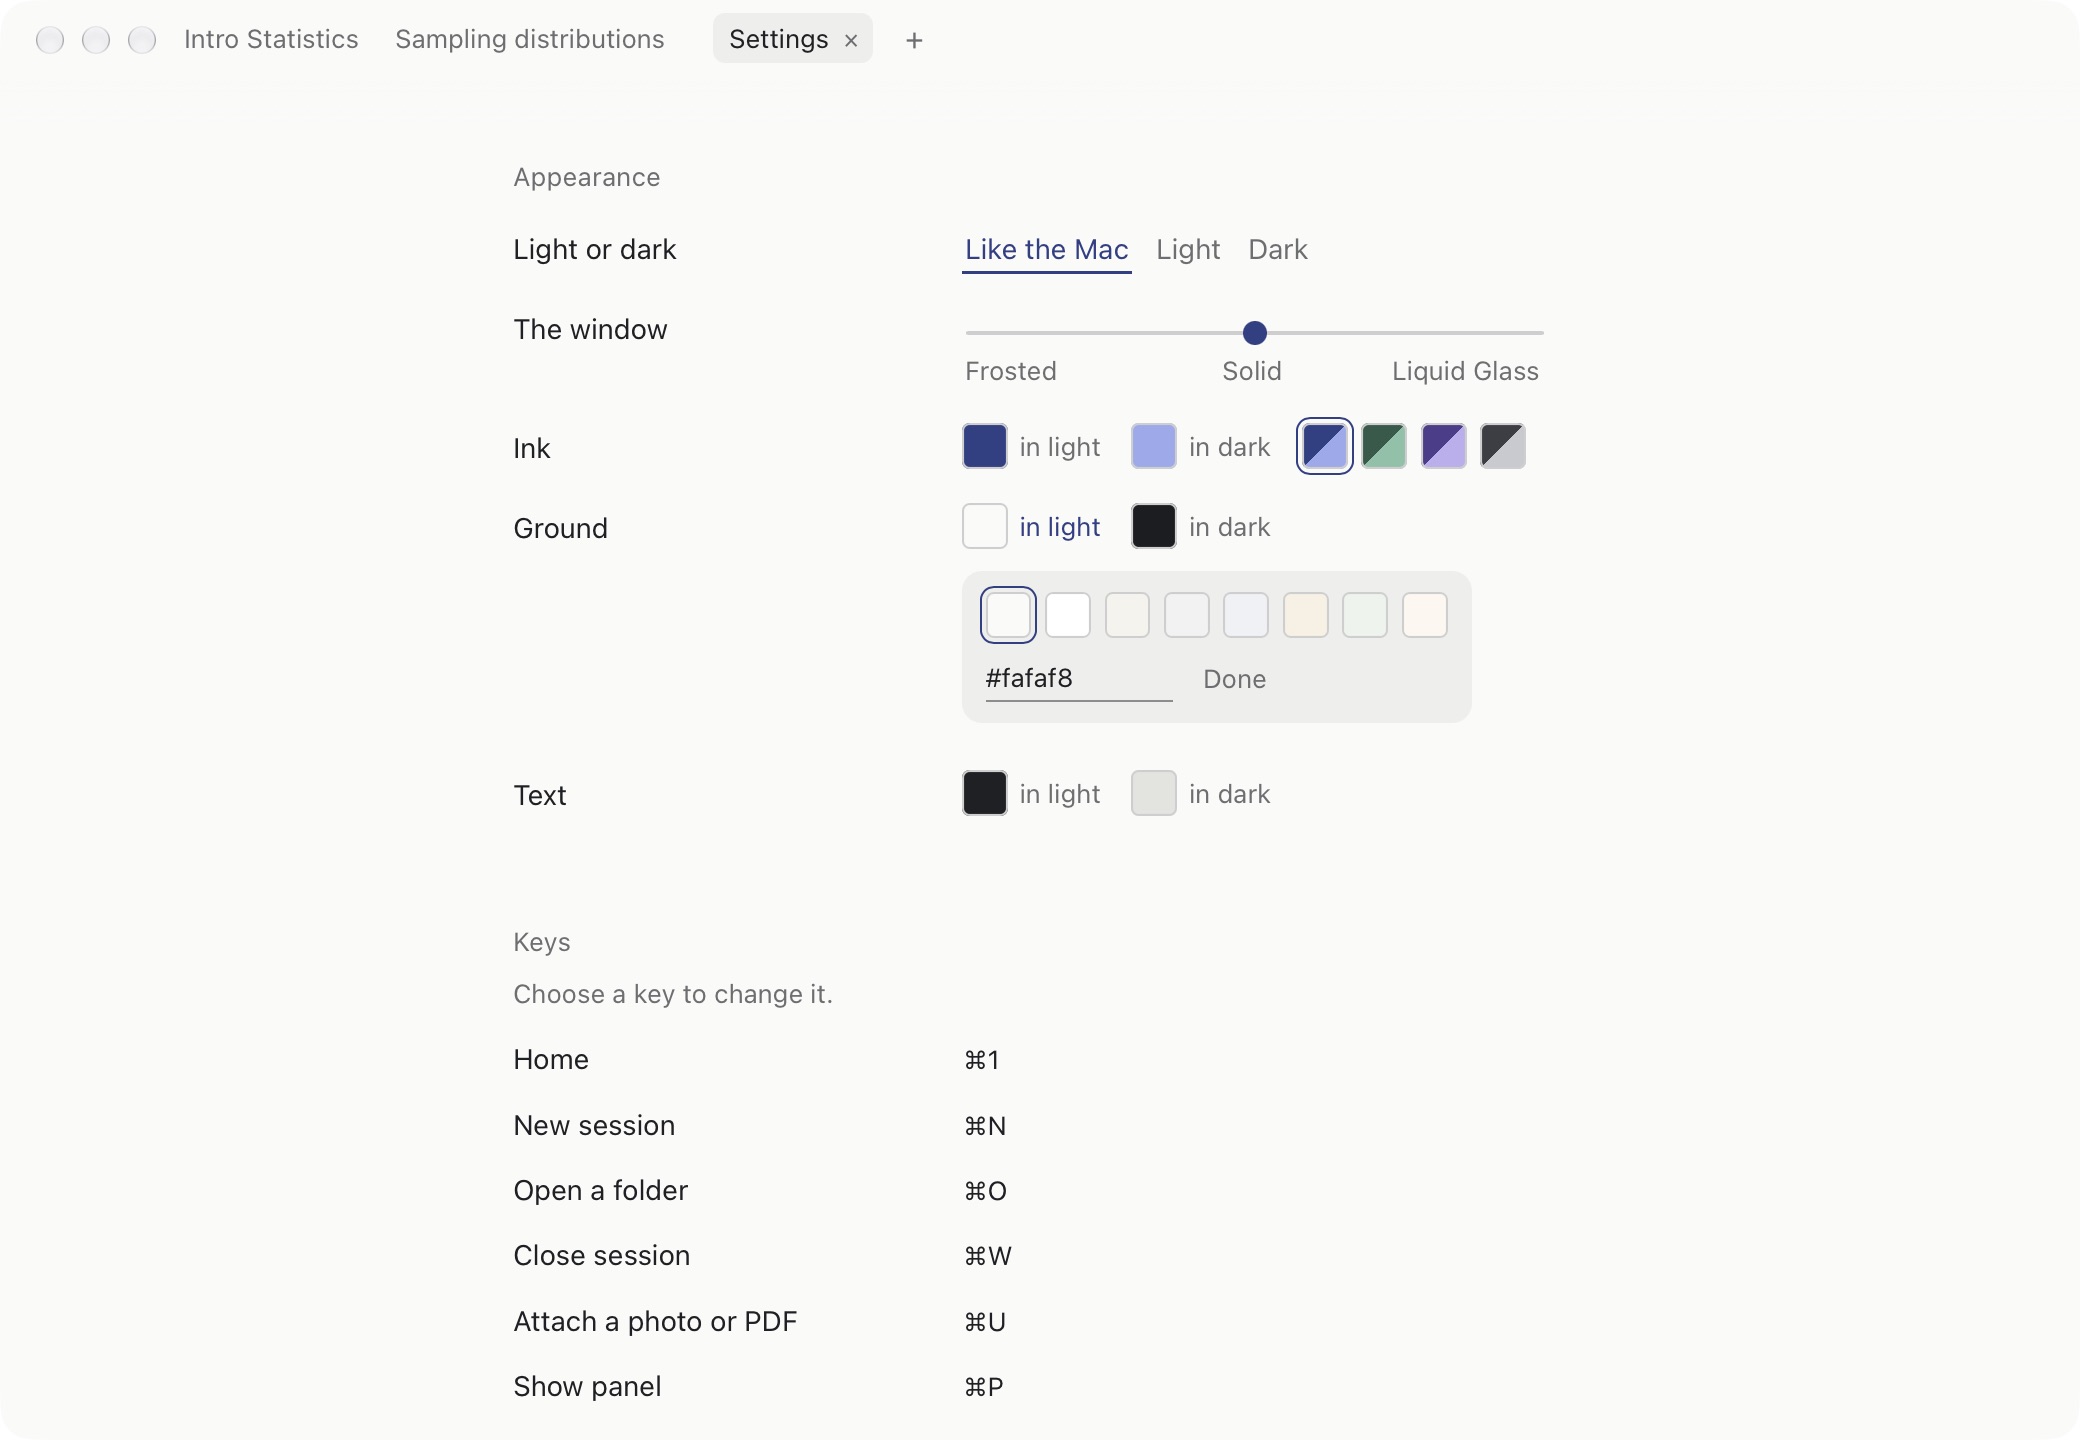 Intro Statistics Sampling distributions Settings × +
Appearance
Light or dark Like the Mac Light Dark
The window
Frosted Solid Liquid Glass
Ink in light in dark
Ground in light in dark
#fafaf8 Done
Text in light in dark
Keys
Choose a key to change it.
Home ⌘1
New session ⌘N
Open a folder ⌘O
Close session ⌘W
Attach a photo or PDF ⌘U
Show panel ⌘P